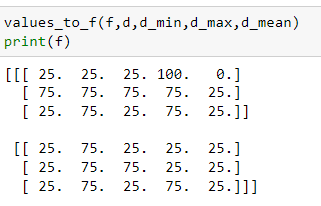 values_to_f(f,d,d_min,d_max,d_mean)
print(f)
[[[ 25.  25.  25. 100.   0.]
  [ 75.  75.  75.  75.  25.]
  [ 25.  75.  25.  75.  25.]]
 [[ 25.  75.  25.  25.  25.]
  [ 25.  75.  75.  25.  25.]
  [ 25.  75.  25.  75.  25.]]]